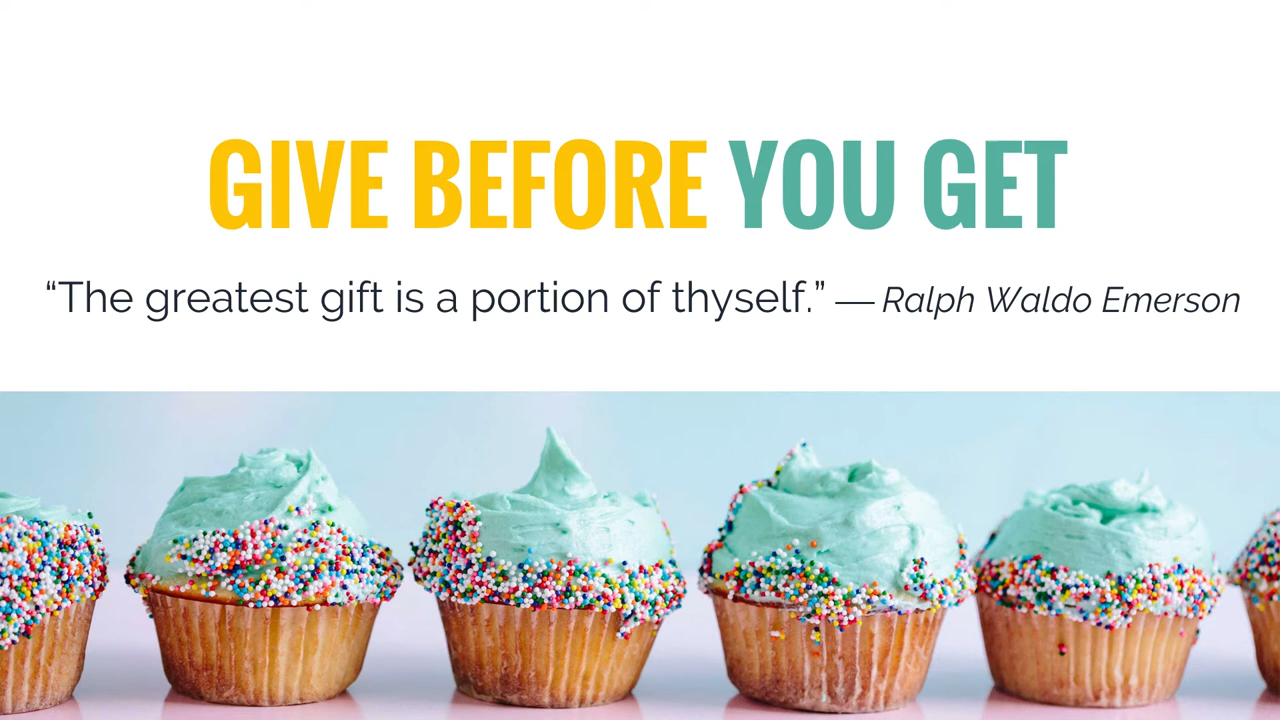 GIVE BEFORE YOU GET
“The greatest gift is a portion of thyself.” — Ralph Waldo Emerson